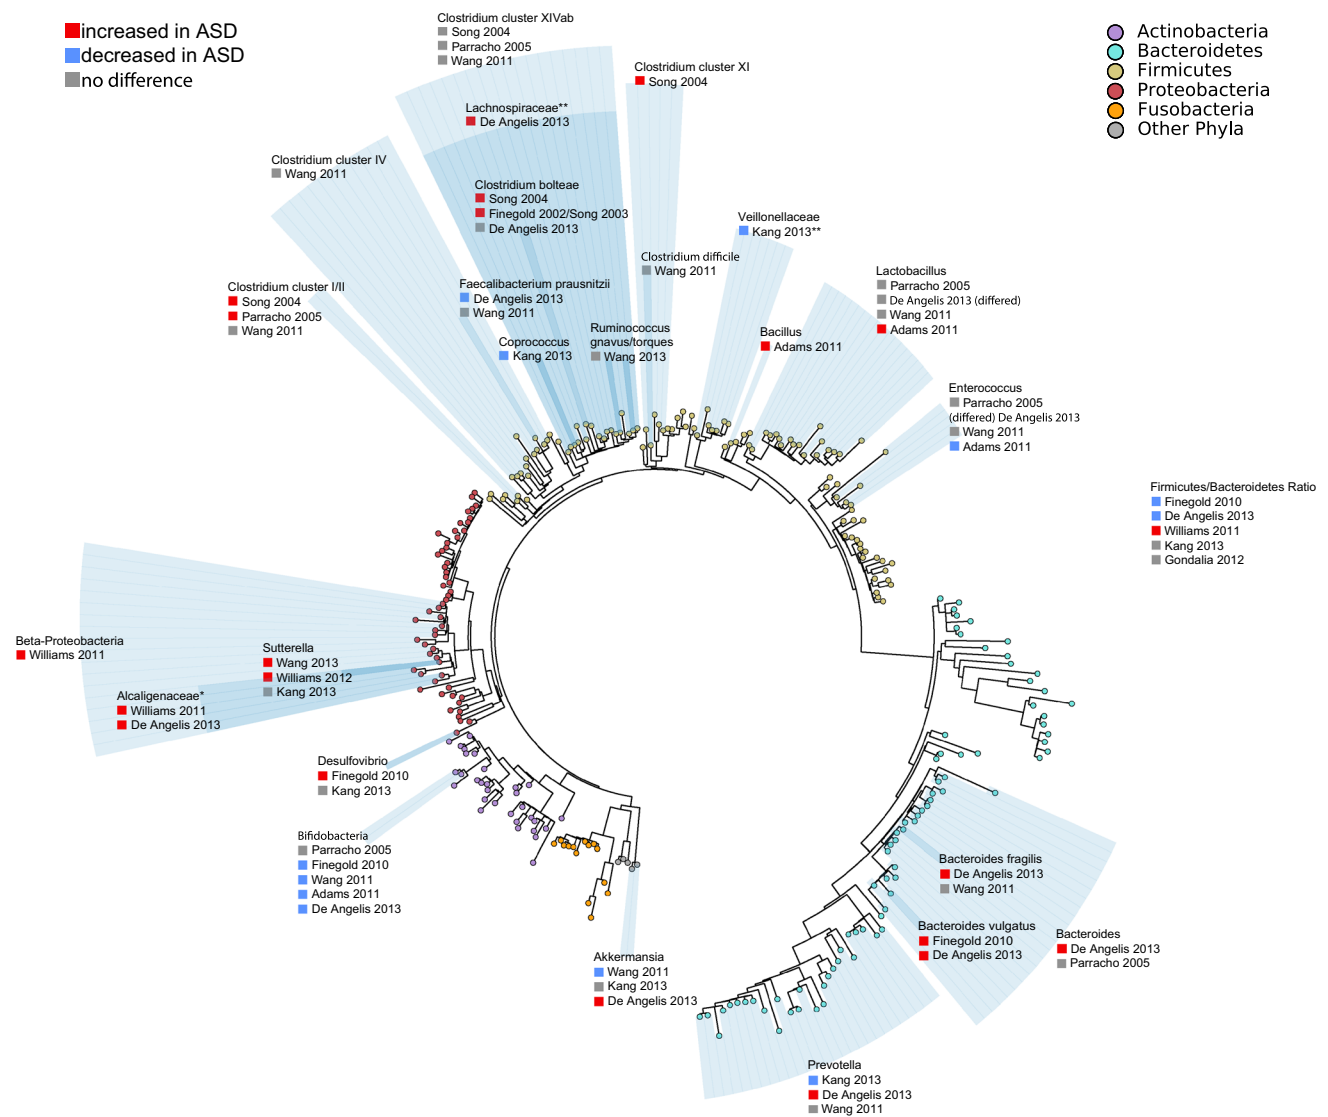 increased in ASD
decreased in ASD
no difference
Clostridium cluster XIVab
Song 2004
Parracho 2005
Wang 2011
Clostridium cluster XI
Song 2004
Actinobacteria
Bacteroidetes
Firmicutes
Proteobacteria
Fusobacteria
Other Phyla
Lachnospiraceae**
De Angelis 2013
Clostridium cluster IV
Wang 2011
Clostridium bolteae
Song 2004
Finegold 2002/Song 2003
De Angelis 2013
Veillonellaceae
Kang 2013**
Clostridium difficile
Wang 2011
Lactobacillus
Parracho 2005
De Angelis 2013 (differed)
Wang 2011
Adams 2011
Clostridium cluster I/II
Song 2004
Parracho 2005
Wang 2011
Faecalibacterium prausnitzii
De Angelis 2013
Wang 2011
Coprococcus
Kang 2013
Ruminococcus
gnavus/torques
Wang 2013
Bacillus
Adams 2011
Enterococcus
Parracho 2005
(differed) De Angelis 2013
Wang 2011
Adams 2011
Firmicutes/Bacteroidetes Ratio
Finegold 2010
De Angelis 2013
Williams 2011
Kang 2013
Gondalia 2012
Beta-Proteobacteria
Williams 2011
Sutterella
Wang 2013
Williams 2012
Kang 2013
Alcaligenaceae*
Williams 2011
De Angelis 2013
Desulfovibrio
Finegold 2010
Kang 2013
Bifidobacteria
Parracho 2005
Finegold 2010
Wang 2011
Adams 2011
De Angelis 2013
Bacteroides fragilis
De Angelis 2013
Wang 2011
Bacteroides vulgatus
Finegold 2010
De Angelis 2013
Bacteroides
De Angelis 2013
Parracho 2005
Akkermansia
Wang 2011
Kang 2013
De Angelis 2013
Prevotella
Kang 2013
De Angelis 2013
Wang 2011